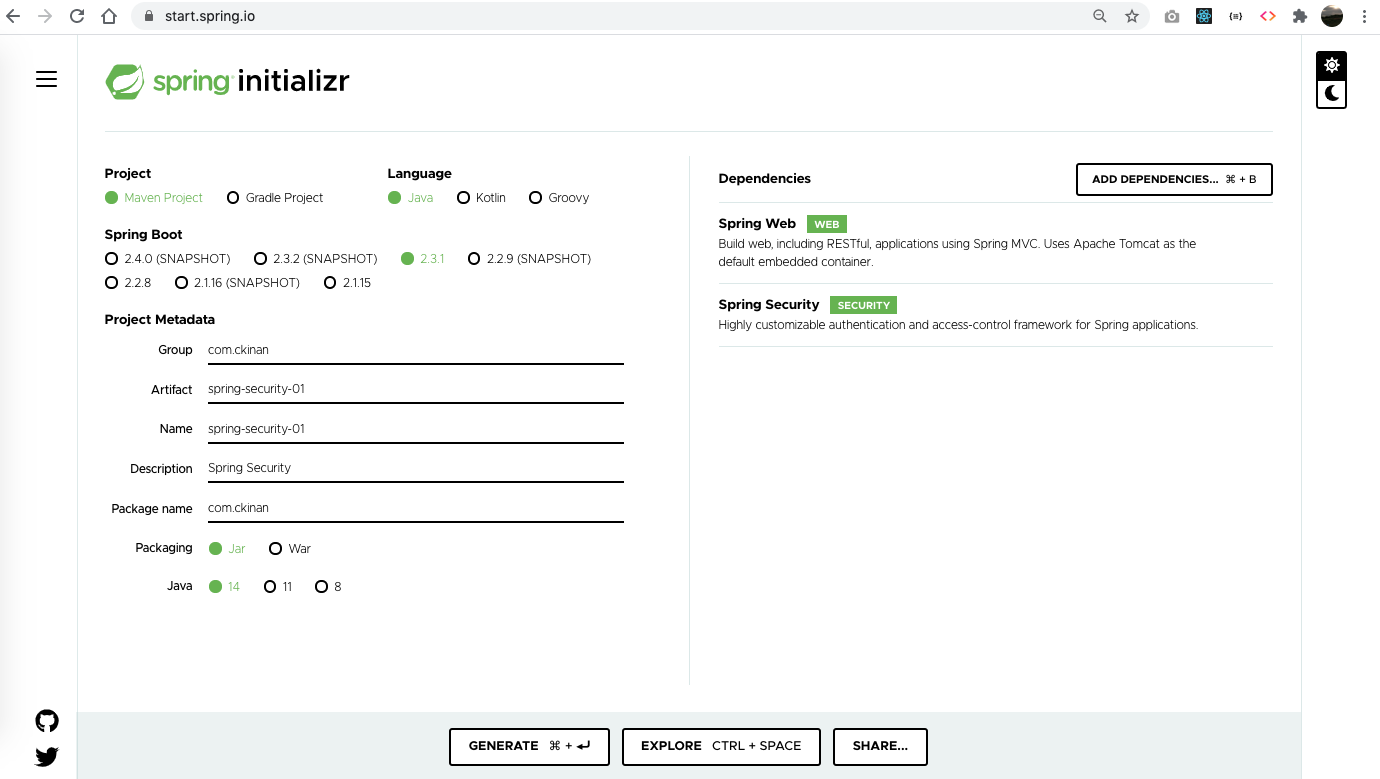 start.spring.io
spring initializr
Project
Maven Project Gradle Project
Language
Java Kotlin Groovy
Spring Boot
2.4.0 (SNAPSHOT) 2.3.2 (SNAPSHOT) 2.3.1 2.2.9 (SNAPSHOT)
2.2.8 2.1.16 (SNAPSHOT) 2.1.15
Project Metadata
Group com.ckinan
Artifact spring-security-01
Name spring-security-01
Description Spring Security
Package name com.ckinan
Packaging Jar War
Java 14 11 8
Dependencies
ADD DEPENDENCIES... ⌘ + B
Spring Web WEB
Build web, including RESTful, applications using Spring MVC. Uses Apache Tomcat as the
default embedded container.
Spring Security SECURITY
Highly customizable authentication and access-control framework for Spring applications.
GENERATE ⌘ + ↵
EXPLORE CTRL + SPACE
SHARE...